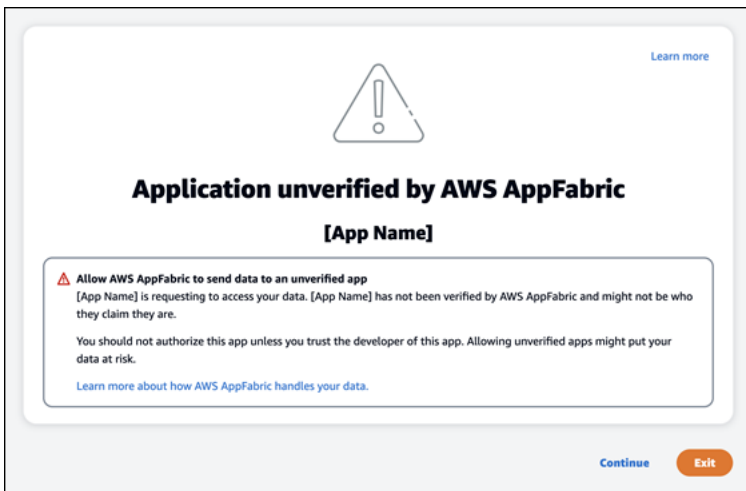 Learn more
Application unverified by AWS AppFabric
[App Name]
Allow AWS AppFabric to send data to an unverified app
[App Name] is requesting to access your data. [App Name] has not been verified by AWS AppFabric and might not be who
they claim they are.
You should not authorize this app unless you trust the developer of this app. Allowing unverified apps might put your
data at risk.
Learn more about how AWS AppFabric handles your data.
Continue
Exit